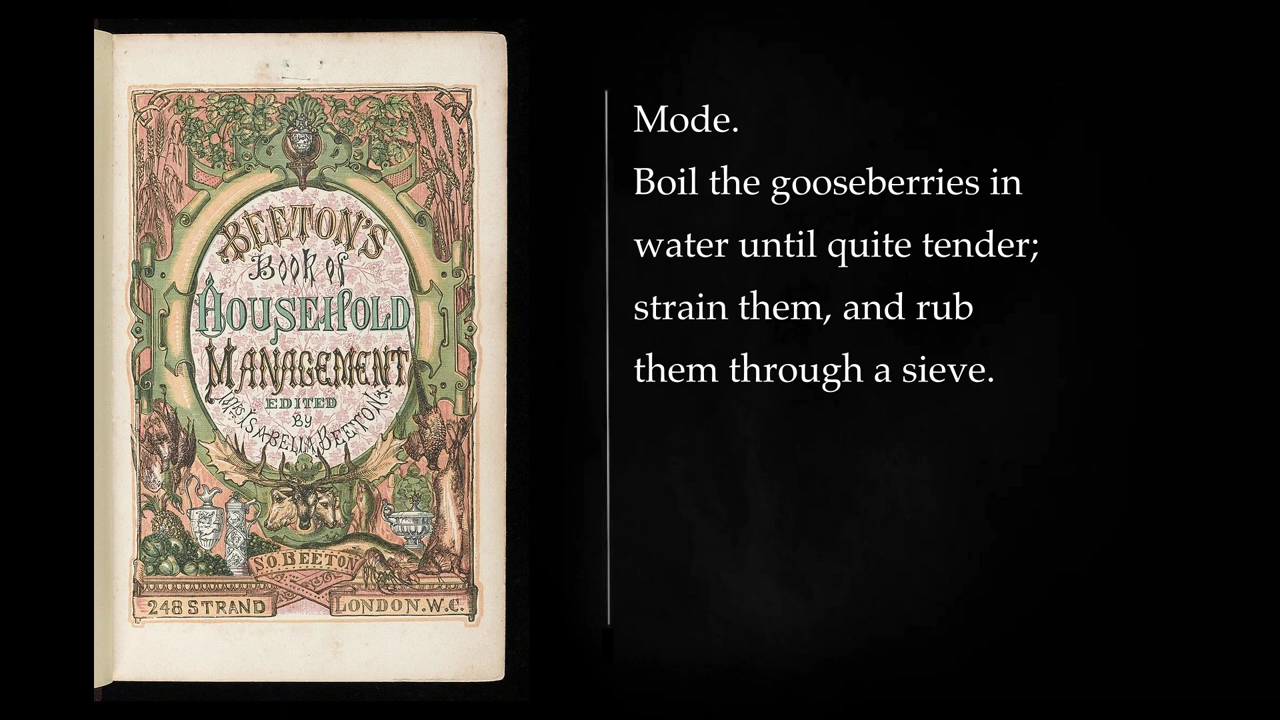 BEETON'S
Book of
HOUSEHOLD
MANAGEMENT
EDITED
By
MRS ISABELLA BEETON
S.O. BEETON
248 STRAND
LONDON. W.C.
Mode.
Boil the gooseberries in
water until quite tender;
strain them, and rub
them through a sieve.